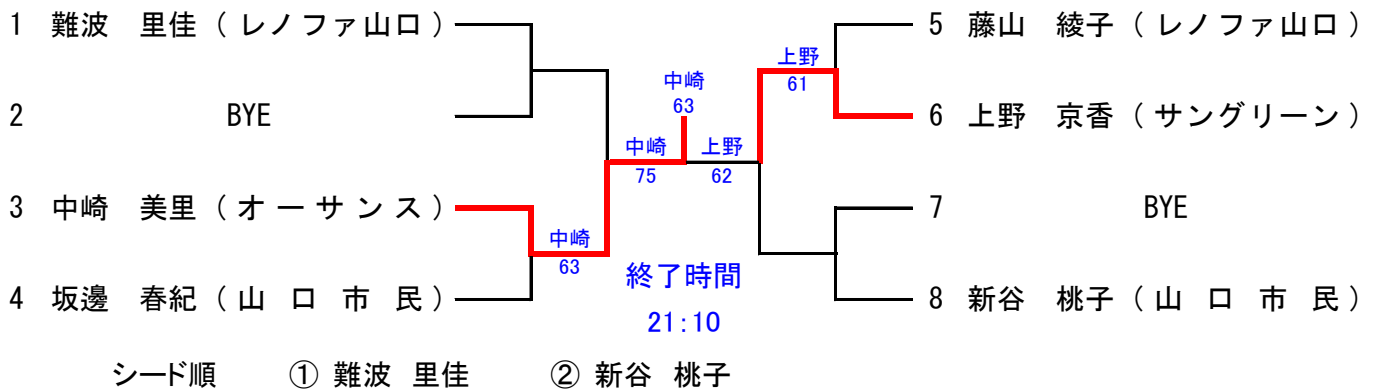 1 難波 里佳 ( レノファ山口 )
5 藤山 綾子 ( レノファ山口 )
上野
61
中崎
63
2 BYE
6 上野 京香 ( サングリーン )
中崎
75
上野
62
3 中崎 美里 ( オーサンス )
7 BYE
中崎
63
終了時間
21:10
4 坂邊 春紀 ( 山口市民 )
8 新谷 桃子 ( 山口市民 )
シード順 ① 難波 里佳 ② 新谷 桃子